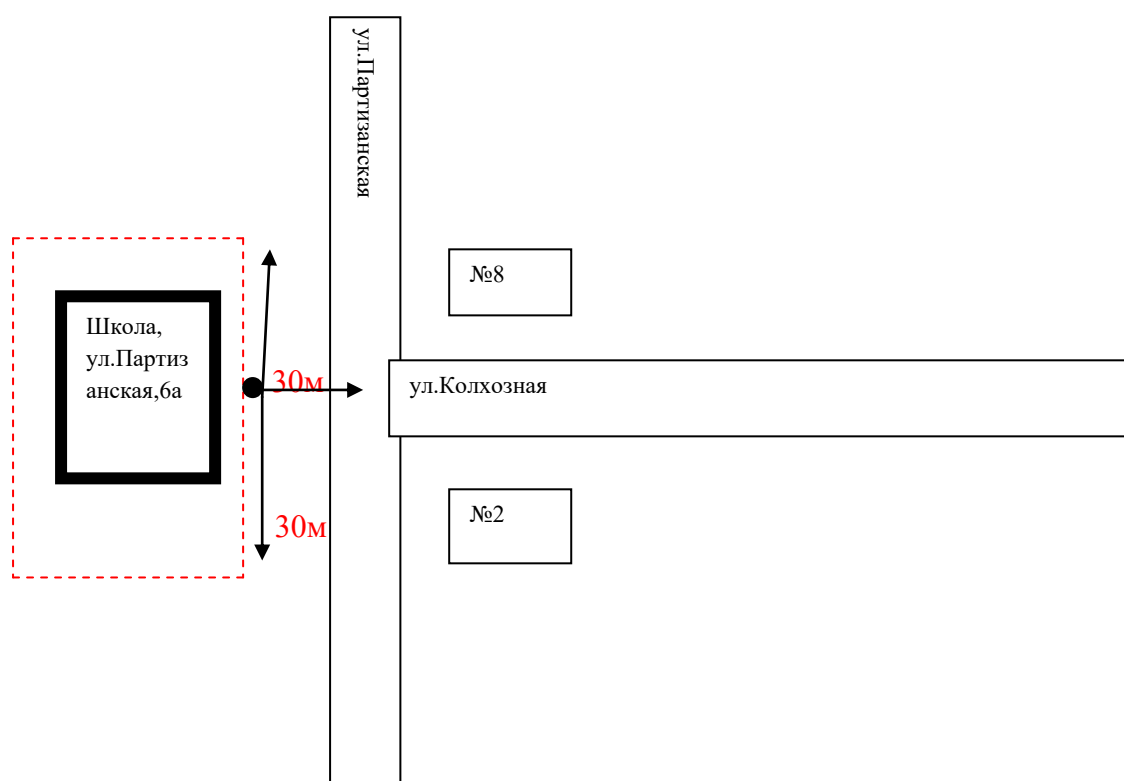 ул.Партизанская
№8
Школа,
ул.Партиз
анская,6а
30м
ул.Колхозная
№2
30м